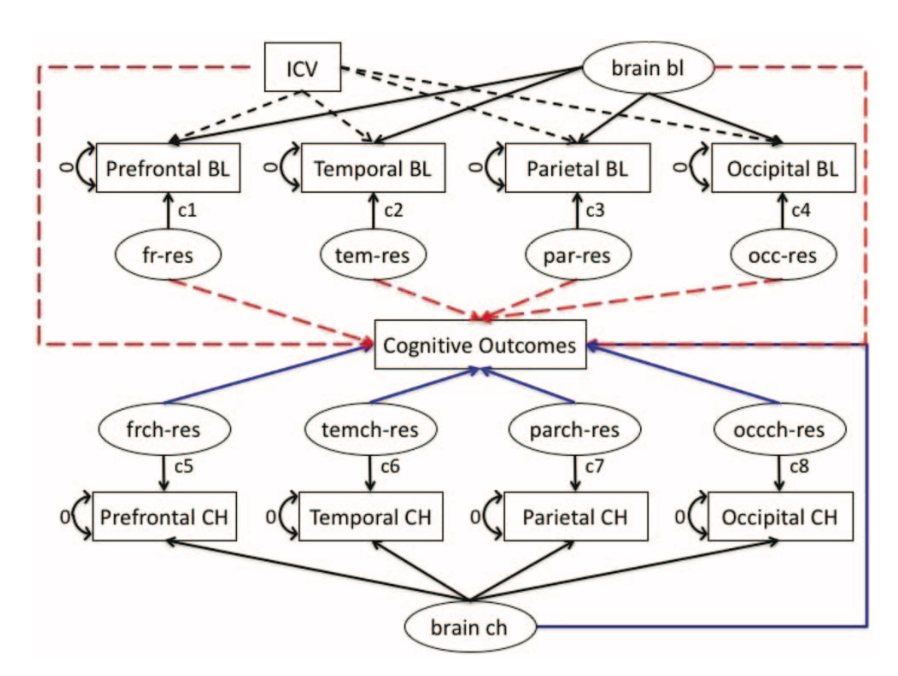 ICV
brain bl
0 Prefrontal BL
0 Temporal BL
0 Parietal BL
0 Occipital BL
c1
c2
c3
c4
fr-res
tem-res
par-res
occ-res
Cognitive Outcomes
frch-res
temch-res
parch-res
occch-res
c5
c6
c7
c8
0 Prefrontal CH
0 Temporal CH
0 Parietal CH
0 Occipital CH
brain ch